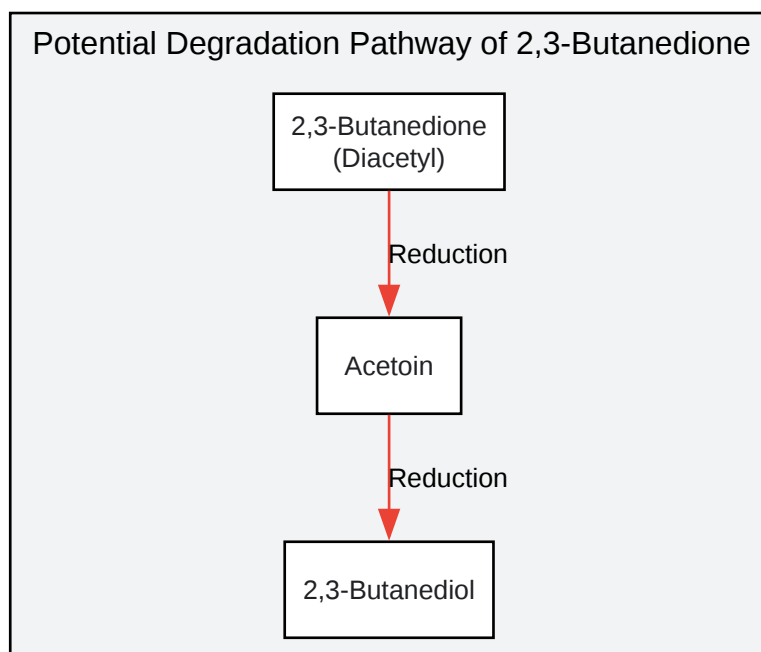 Potential Degradation Pathway of 2,3-Butanedione
2,3-Butanedione
(Diacetyl)
Reduction
Acetoin
Reduction
2,3-Butanediol